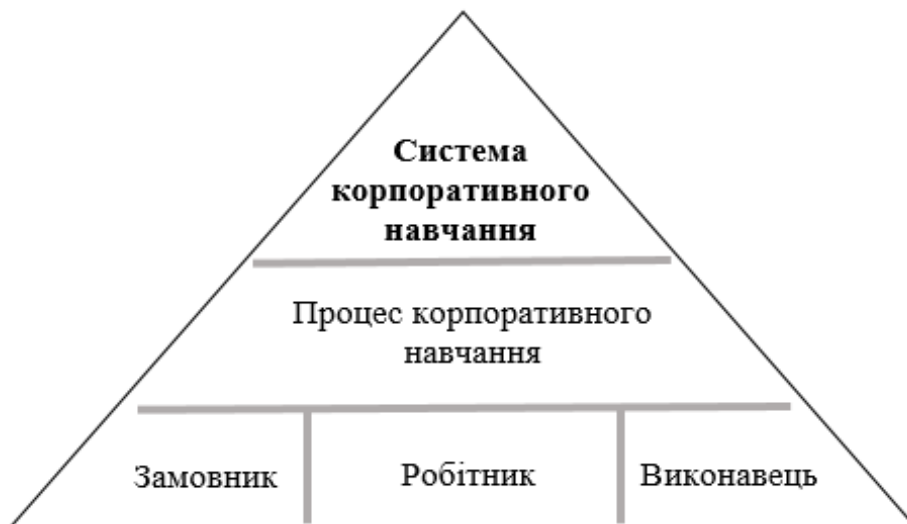 Система
корпоративного
навчання
Процес корпоративного
навчання
Замовник Робітник Виконавець